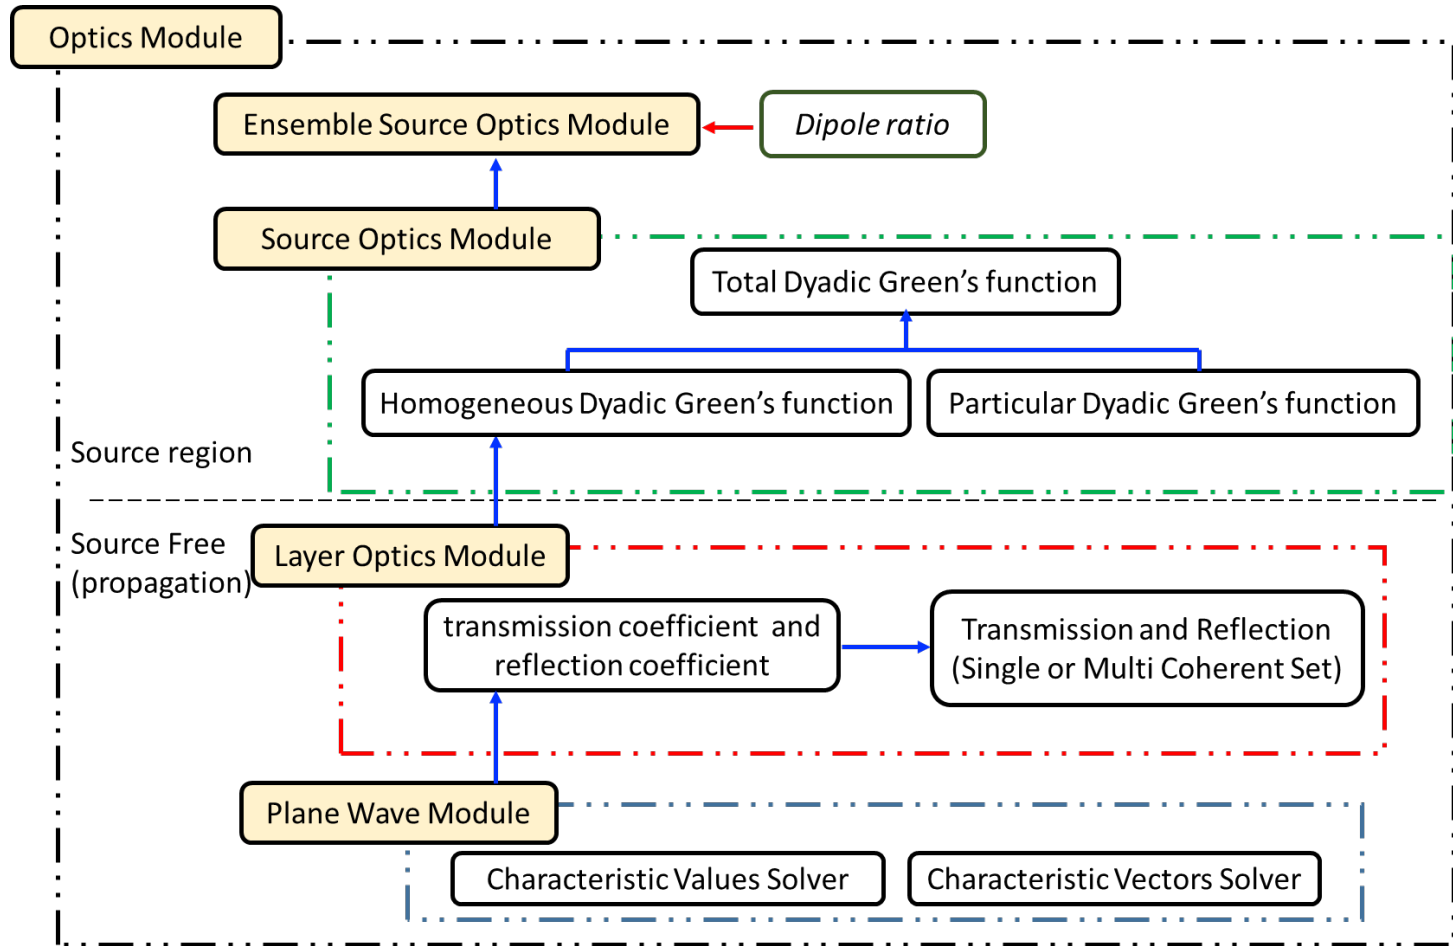 Optics Module
Ensemble Source Optics Module
Dipole ratio
Source Optics Module
Total Dyadic Green’s function
Homogeneous Dyadic Green’s function
Particular Dyadic Green’s function
Source region
Source Free
(propagation)
Layer Optics Module
transmission coefficient and
reflection coefficient
Transmission and Reflection
(Single or Multi Coherent Set)
Plane Wave Module
Characteristic Values Solver
Characteristic Vectors Solver